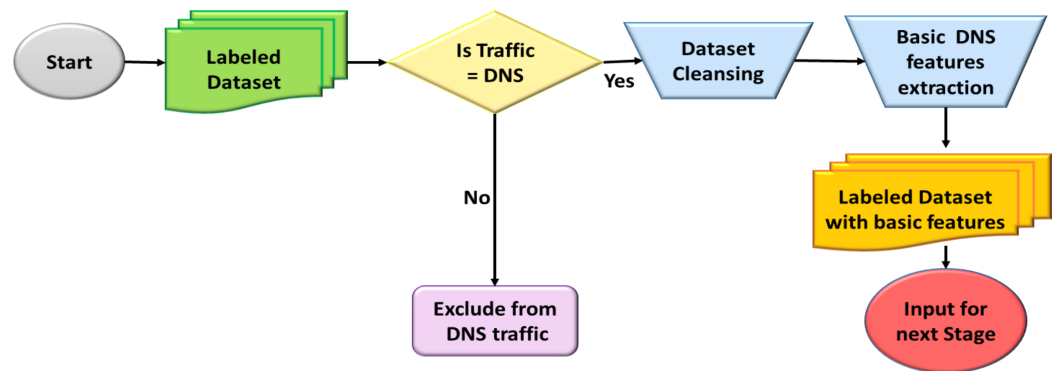 Start
Labeled
Dataset
Is Traffic
= DNS
Yes
Dataset
Cleansing
Basic DNS
features
extraction
No
Labeled Dataset
with basic features
Exclude from
DNS traffic
Input for
next Stage